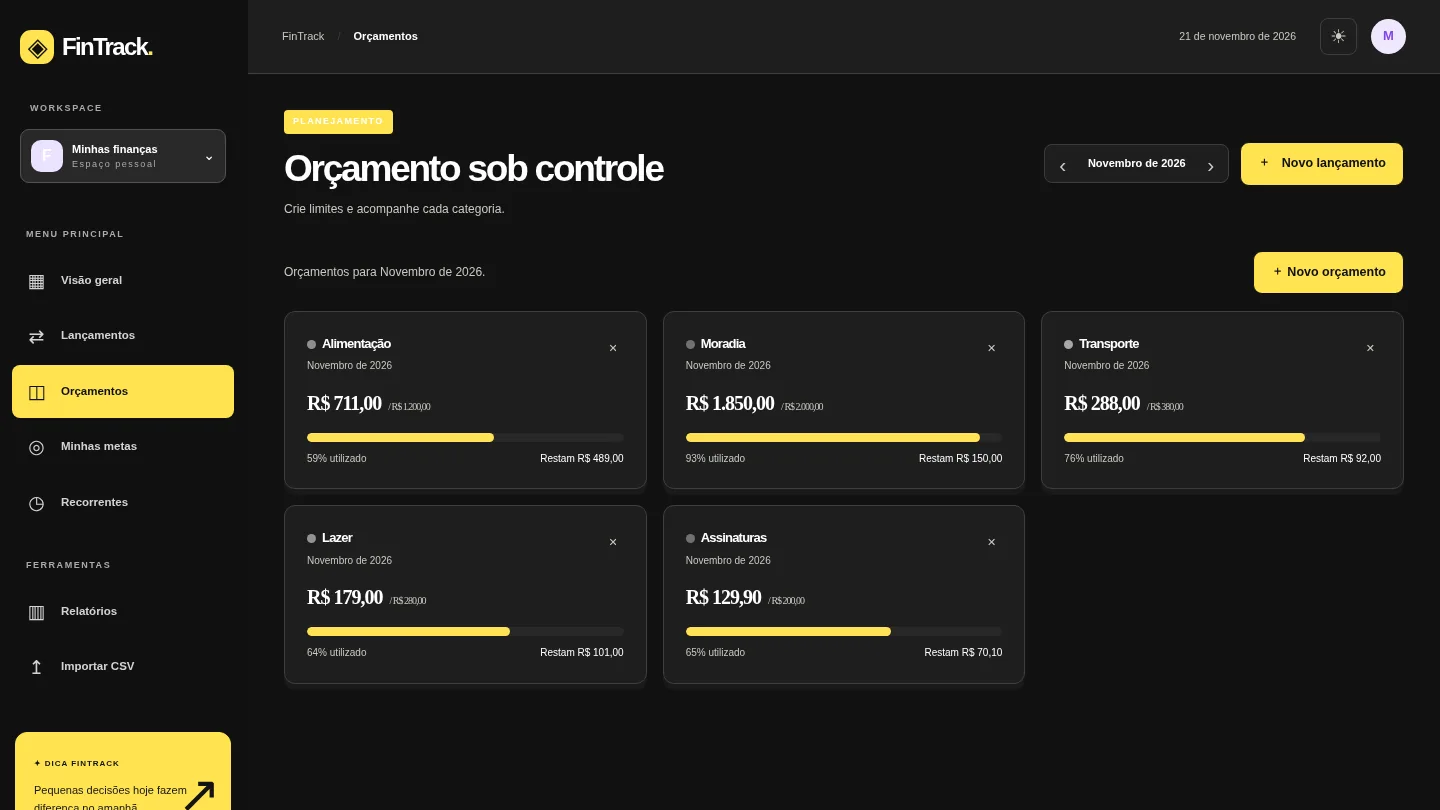 FinTrack.
WORKSPACE
F
Minhas finanças
Espaço pessoal
MENU PRINCIPAL
Visão geral
Lançamentos
Orçamentos
Minhas metas
Recorrentes
FERRAMENTAS
Relatórios
Importar CSV
✦ DICA FINTRACK
Pequenas decisões hoje fazem
diferença no amanhã
FinTrack / Orçamentos
21 de novembro de 2026
M
PLANEJAMENTO
Orçamento sob controle
Crie limites e acompanhe cada categoria.
‹ Novembro de 2026 ›
+ Novo lançamento
Orçamentos para Novembro de 2026.
+ Novo orçamento
Alimentação ×
Novembro de 2026
R$ 711,00 / R$ 1.200,00
59% utilizado Restam R$ 489,00
Moradia ×
Novembro de 2026
R$ 1.850,00 / R$ 2.000,00
93% utilizado Restam R$ 150,00
Transporte ×
Novembro de 2026
R$ 288,00 / R$ 380,00
76% utilizado Restam R$ 92,00
Lazer ×
Novembro de 2026
R$ 179,00 / R$ 280,00
64% utilizado Restam R$ 101,00
Assinaturas ×
Novembro de 2026
R$ 129,90 / R$ 200,00
65% utilizado Restam R$ 70,10